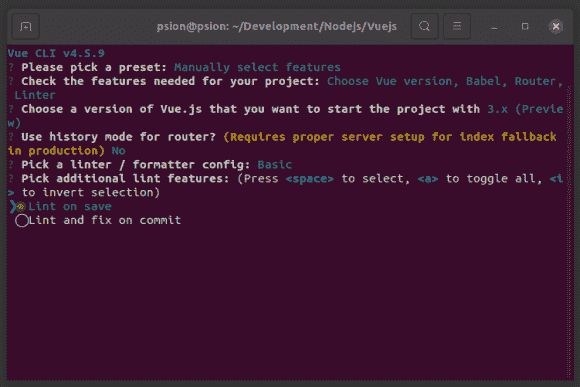 psion@psion: ~/Development/Nodejs/Vuejs
Vue CLI v4.5.9
? Please pick a preset: Manually select features
? Check the features needed for your project: Choose Vue version, Babel, Router,
Linter
? Choose a version of Vue.js that you want to start the project with 3.x (Previe
w)
? Use history mode for router? (Requires proper server setup for index fallback
in production) No
? Pick a linter / formatter config: Basic
? Pick additional lint features: (Press <space> to select, <a> to toggle all, <i
> to invert selection)
❯◉Lint on save
◯Lint and fix on commit